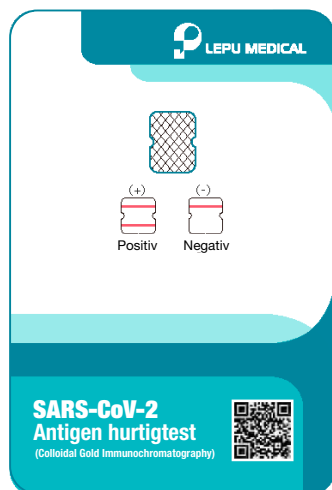 LEPU MEDICAL
(+) (-)
Positiv Negativ
SARS-CoV-2
Antigen hurtigtest
(Colloidal Gold Immunochromatography)